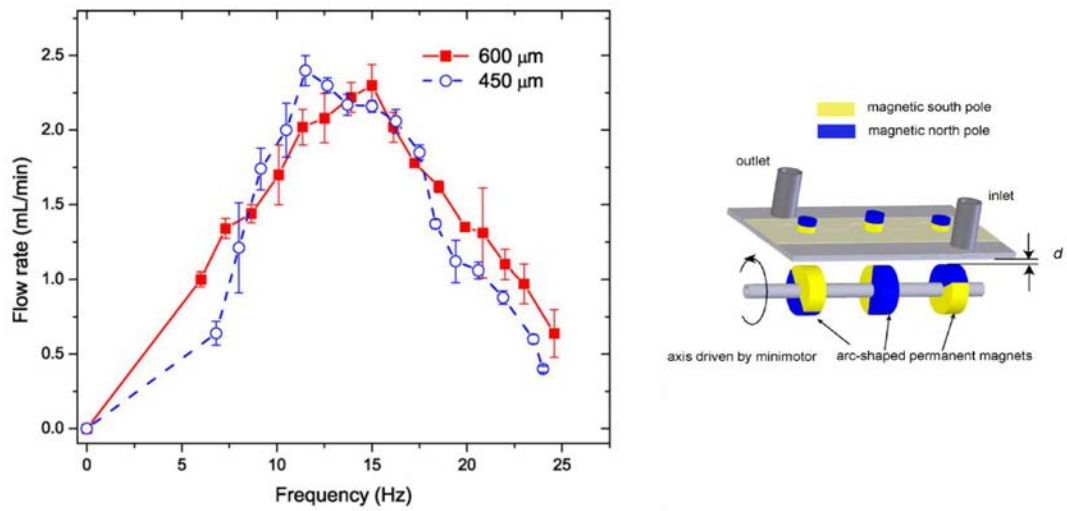 2.5
2.0
1.5
1.0
0.5
0.0
Flow rate (mL/min)
600 μm
450 μm
0
5
10
15
20
25
Frequency (Hz)
magnetic south pole
magnetic north pole
outlet
inlet
d
axis driven by minimotor
arc-shaped permanent magnets